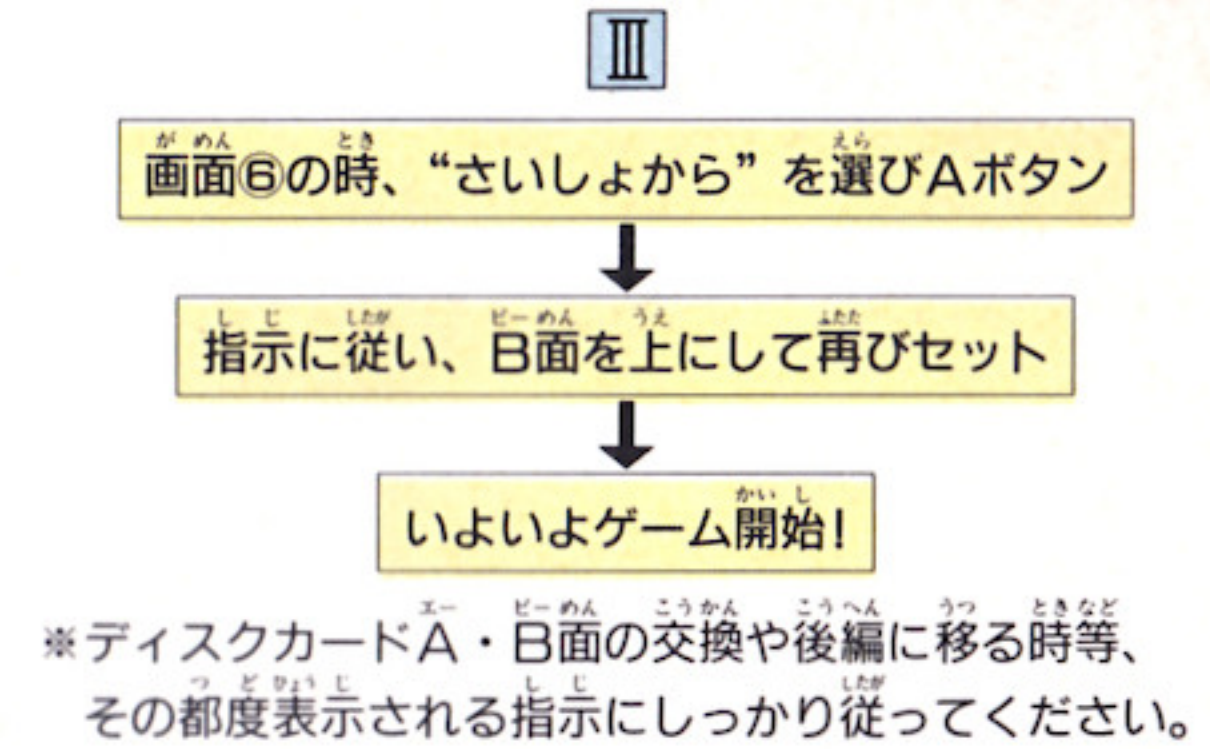 Ⅲ
画面⑥の時、“さいしょから”を選びAボタン
指示に従い、B面を上にして再びセット
いよいよゲーム開始!
※ディスクカードA・B面の交換や後編に移る時等、
その都度表示される指示にしっかり従ってください。